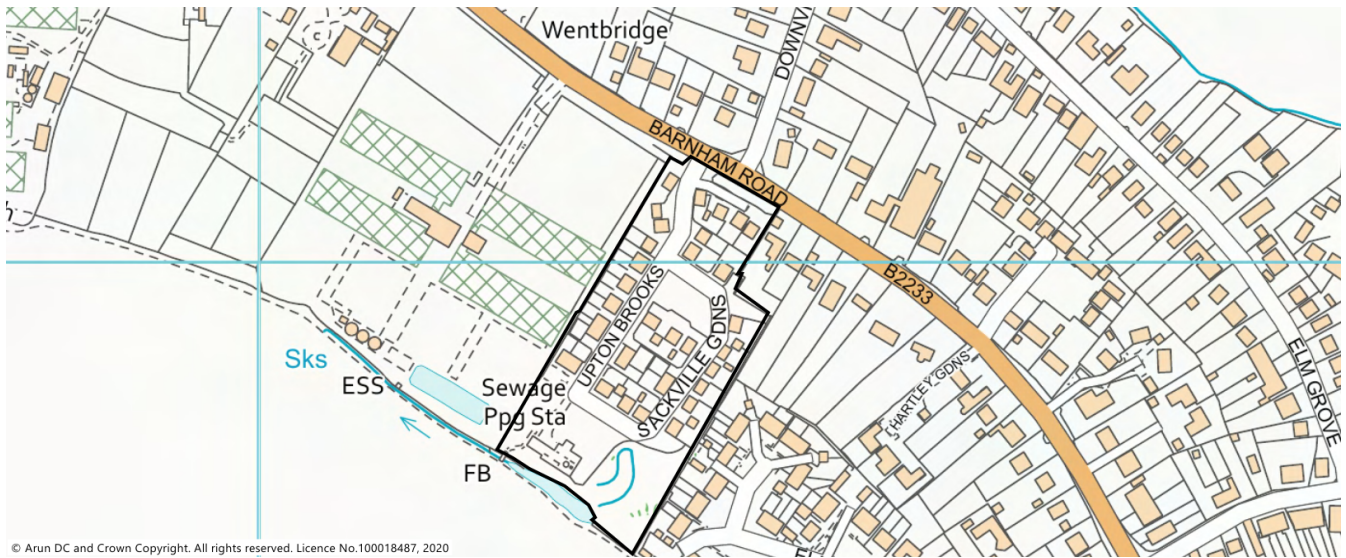 Wentbridge
DOWNVI
BARNHAM ROAD
B2233
UPTON BROOKS
SACKVILLE GDNS
HARTLEY GDNS
ELM GROVE
Sks
ESS
Sewage
Ppg Sta
FB
© Arun DC and Crown Copyright. All rights reserved. Licence No.100018487, 2020